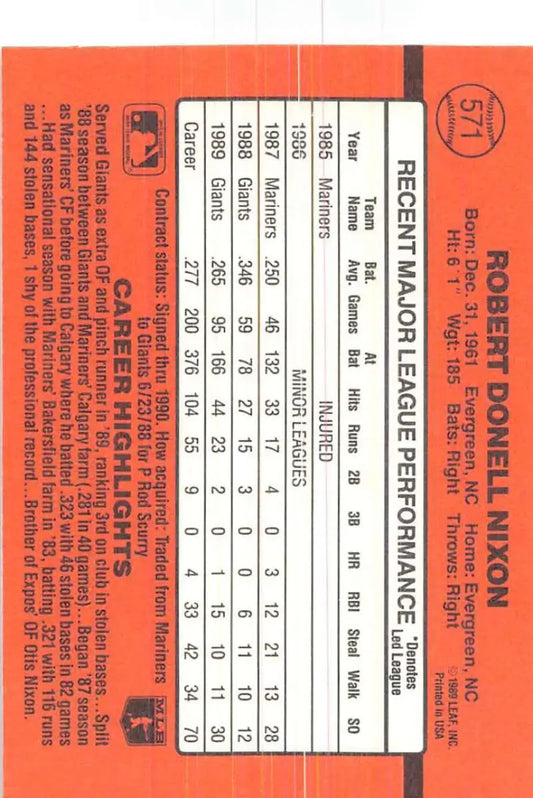 571
ROBERT DONELL NIXON
Born: Dec. 31, 1961 Evergreen, NC Home: Evergreen, NC
Ht: 6' 1" Wgt: 185 Bats: Right Throws: Right
© 1989 LEAF, INC.
Printed in USA
RECENT MAJOR LEAGUE PERFORMANCE *Denotes Led League
Year Team Name Bat. Avg. Games At Bat Hits Runs 2B 3B HR RBI Steal Walk SO
1985 Mariners INJURED
1986 MINOR LEAGUES
1987 Mariners .250 46 132 33 17 4 0 3 12 21 13 28
1988 Giants .346 59 78 27 15 3 0 0 6 11 10 12
1989 Giants .265 95 166 44 23 2 0 1 15 10 11 30
Career .277 200 376 104 55 9 0 4 33 42 34 70
Contract status: Signed thru 1990. How acquired: Traded from Mariners
to Giants 6/23/88 for P Rod Scurry
CAREER HIGHLIGHTS
MLB
Served Giants as extra OF and pinch runner in '89, ranking 3rd on club in stolen bases...Split
'88 season between Giants and Mariners' Calgary farm (.281 in 40 games)...Began '87 season
as Mariners' CF before going to Calgary where he batted .323 with 46 stolen bases in 82 games
...Had sensational season with Mariners' Bakersfield farm in '83, batting .321 with 116 runs
and 144 stolen bases, 1 shy of the professional record...Brother of Expos' OF Otis Nixon.